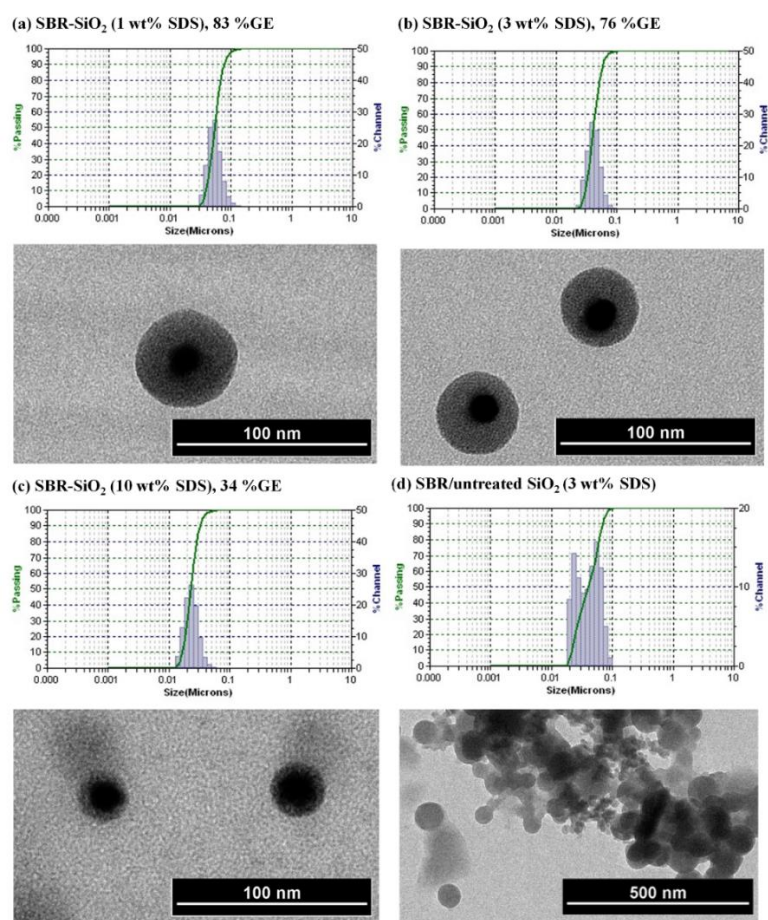 (a) SBR-SiO₂ (1 wt% SDS), 83 %GE
%Passing
100
90
80
70
60
50
40
30
20
10
0
50
40
30
20
10
0
%Channel
0.000 0.001 0.01 0.1 1 10
Size(Microns)
100 nm
(b) SBR-SiO₂ (3 wt% SDS), 76 %GE
%Passing
100
90
80
70
60
50
40
30
20
10
0
50
40
30
20
10
0
%Channel
0.000 0.001 0.01 0.1 1 10
Size(Microns)
100 nm
(c) SBR-SiO₂ (10 wt% SDS), 34 %GE
%Passing
100
90
80
70
60
50
40
30
20
10
0
50
40
30
20
10
0
%Channel
0.000 0.001 0.01 0.1 1 10
Size(Microns)
100 nm
(d) SBR/untreated SiO₂ (3 wt% SDS)
%Passing
100
90
80
70
60
50
40
30
20
10
0
20
10
0
%Channel
0.000 0.001 0.01 0.1 1 10
Size(Microns)
500 nm